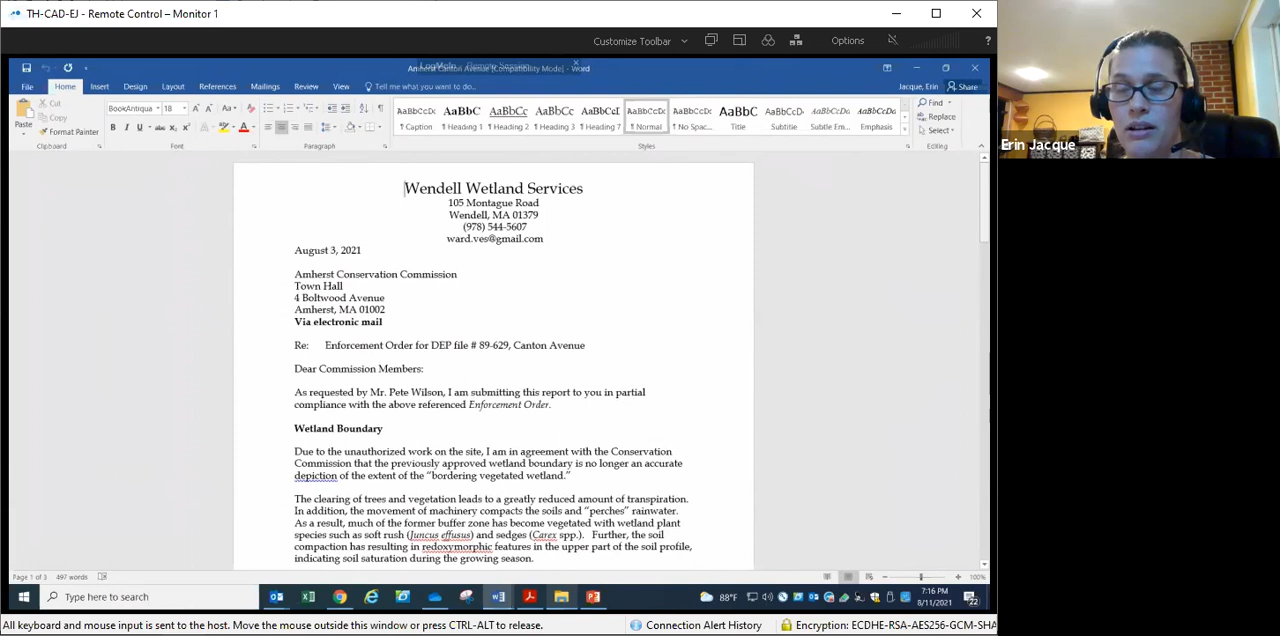 TH-CAD-EJ - Remote Control – Monitor 1
Customize Toolbar
Options
?
Amherst Canton Avenue [Compatibility Mode] - Word
File Home Insert Design Layout References Mailings Review View Tell me what you want to do... Jacque, Erin Share
Paste
Cut
Copy
Format Painter
Clipboard
BookAntiqua 18
Font
Paragraph
AaBbCcDc AaBbC AaBbCc AaBbCc AaBbCcI AaBbCcDc AaBbCcDc AaBbC AaBbCcD AaBbCcDc AaBbCcDc
¶ Caption ¶ Heading 1 ¶ Heading 2 ¶ Heading 3 ¶ Heading 7 ¶ Normal ¶ No Spac... Title Subtitle Subtle Em... Emphasis
Styles
Find
Replace
Select
Editing
Erin Jacque
Wendell Wetland Services
105 Montague Road
Wendell, MA 01379
(978) 544-5607
ward.ves@gmail.com
August 3, 2021
Amherst Conservation Commission
Town Hall
4 Boltwood Avenue
Amherst, MA 01002
Via electronic mail
Re: Enforcement Order for DEP file # 89-629, Canton Avenue
Dear Commission Members:
As requested by Mr. Pete Wilson, I am submitting this report to you in partial
compliance with the above referenced Enforcement Order.
Wetland Boundary
Due to the unauthorized work on the site, I am in agreement with the Conservation
Commission that the previously approved wetland boundary is no longer an accurate
depiction of the extent of the “bordering vegetated wetland.”
The clearing of trees and vegetation leads to a greatly reduced amount of transpiration.
In addition, the movement of machinery compacts the soils and “perches” rainwater.
As a result, much of the former buffer zone has become vegetated with wetland plant
species such as soft rush (Juncus effusus) and sedges (Carex spp.). Further, the soil
compaction has resulting in redoxymorphic features in the upper part of the soil profile,
indicating soil saturation during the growing season.
Page 1 of 3 497 words 100%
Type here to search
88°F
7:16 PM
8/11/2021
22
All keyboard and mouse input is sent to the host. Move the mouse outside this window or press CTRL-ALT to release. Connection Alert History Encryption: ECDHE-RSA-AES256-GCM-SHA